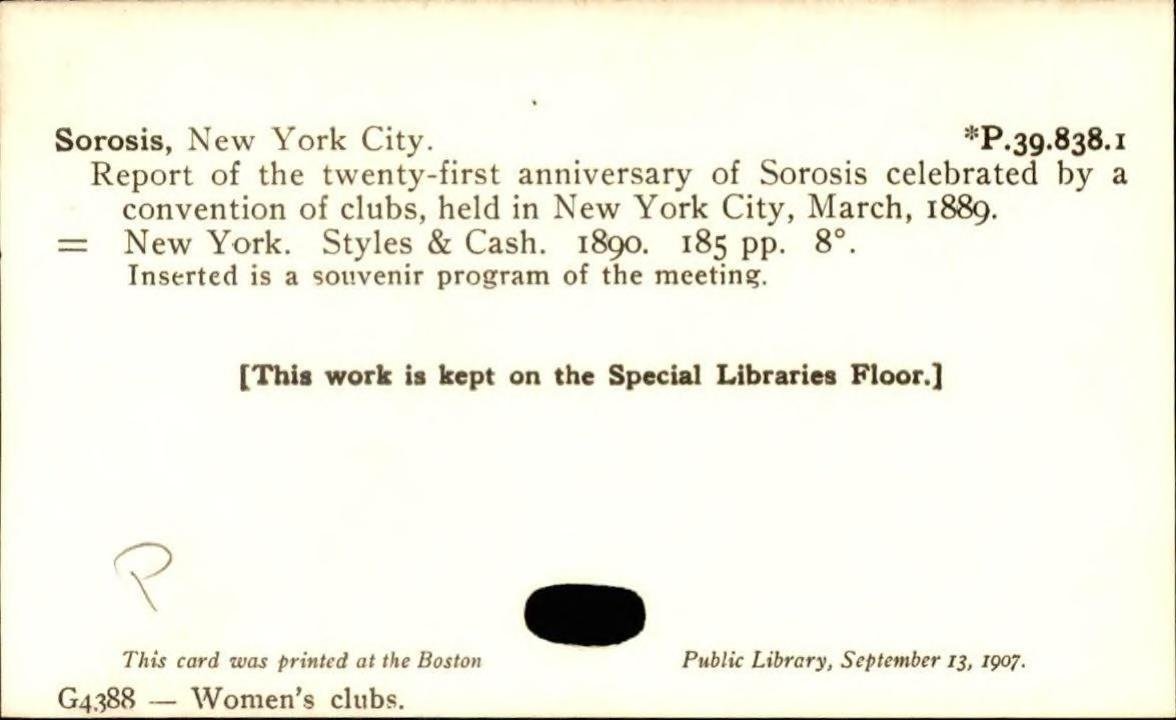 Sorosis, New York City. *P.39.838.1
Report of the twenty-first anniversary of Sorosis celebrated by a
convention of clubs, held in New York City, March, 1889.
= New York. Styles & Cash. 1890. 185 pp. 8°.
Inserted is a souvenir program of the meeting.
[This work is kept on the Special Libraries Floor.]
P
This card was printed at the Boston Public Library, September 13, 1907.
G4388 — Women's clubs.